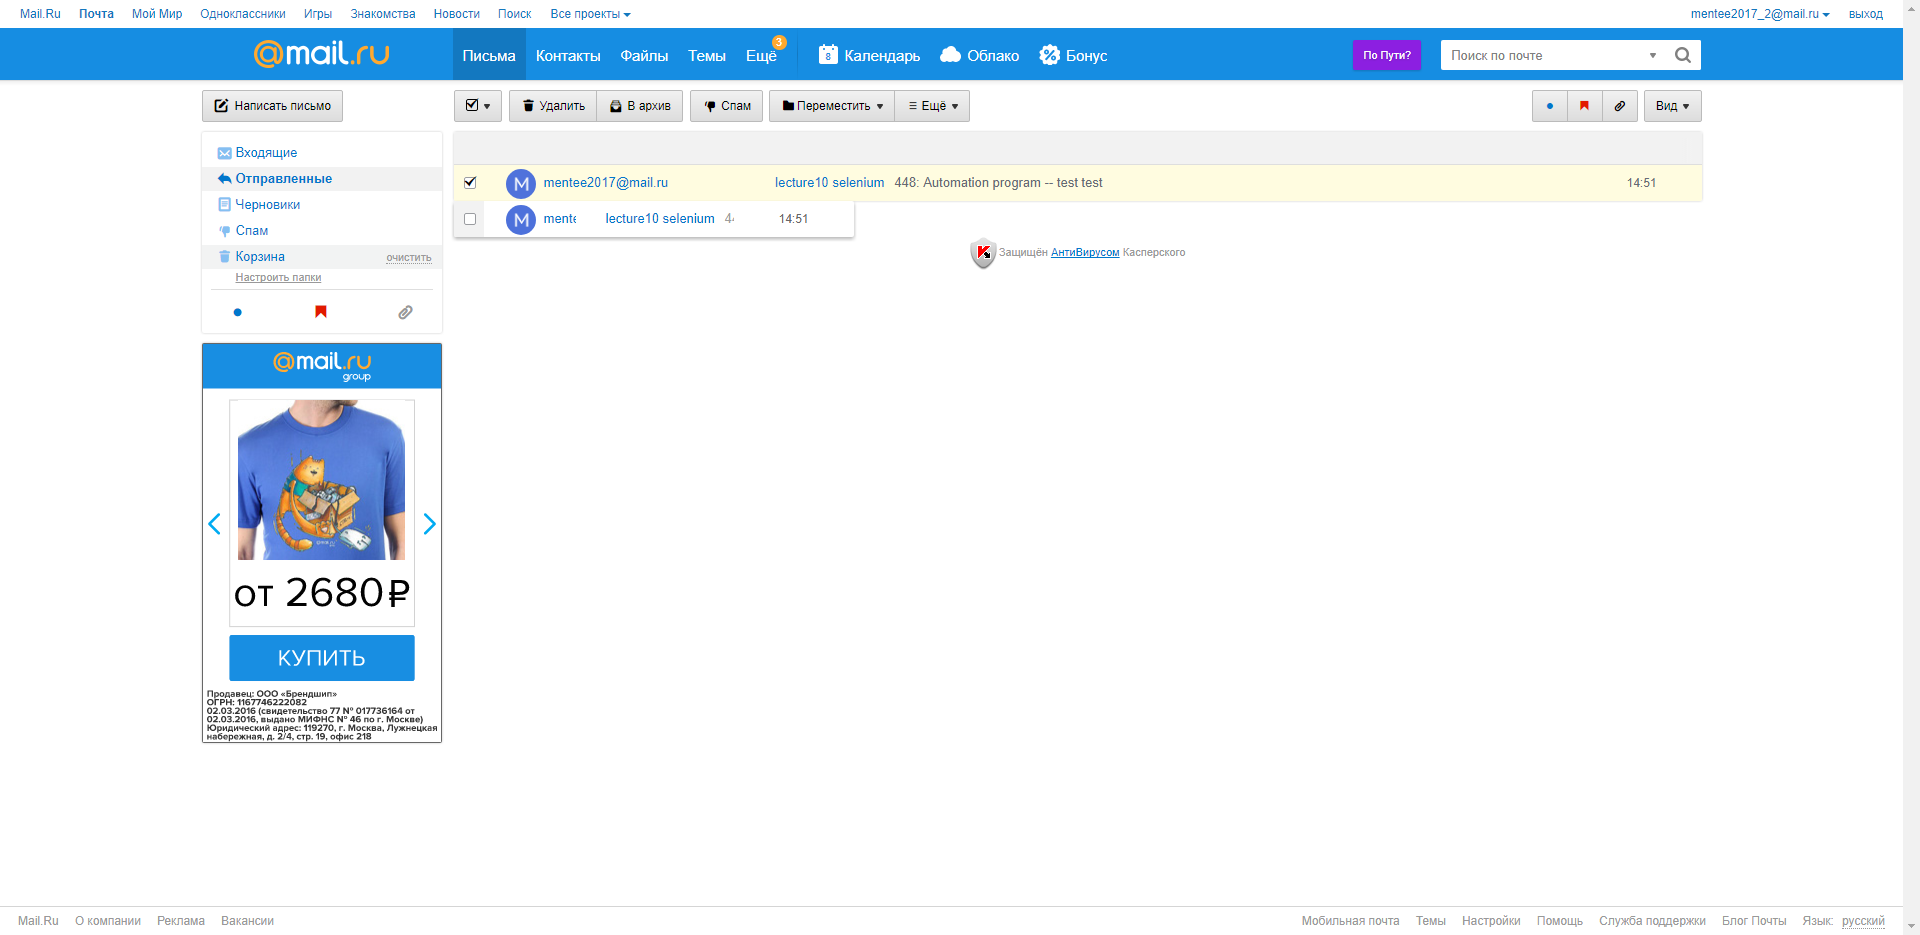 Mail.Ru Почта Мой Мир Одноклассники Игры Знакомства Новости Поиск Все проекты mentee2017_2@mail.ru выход
@mail.ru Письма Контакты Файлы Темы Ещё 3 8 Календарь Облако Бонус По Пути? Поиск по почте
Написать письмо Удалить В архив Спам Переместить Ещё Вид
Входящие
Отправленные
Черновики
Спам
Корзина очистить
Настроить папки
M mentee2017@mail.ru lecture10 selenium 448: Automation program -- test test 14:51
M mente lecture10 selenium 44 14:51
Защищён АнтиВирусом Касперского
@mail.ru
group
от 2680₽
КУПИТЬ
Продавец: ООО «Брендшип»
ОГРН: 1167746222082
02.03.2016 (свидетельство 77 № 017736164 от
02.03.2016, выдано МИФНС № 46 по г. Москве)
Юридический адрес: 119270, г. Москва, Лужнецкая
набережная, д. 2/4, стр. 19, офис 218
Mail.Ru О компании Реклама Вакансии Мобильная почта Темы Настройки Помощь Служба поддержки Блог Почты Язык: русский